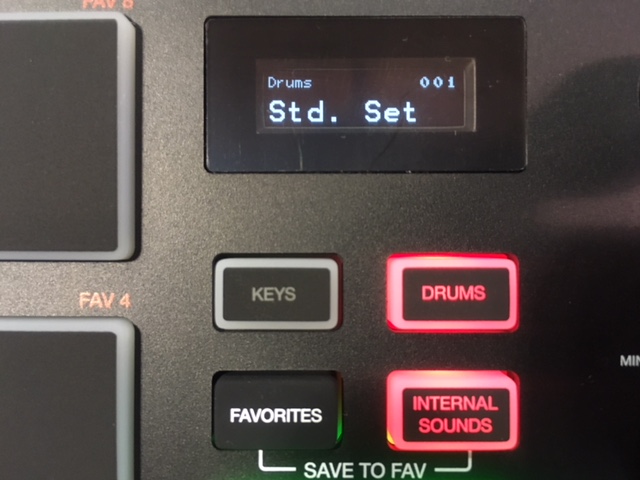 FAV 8
Drums 001
Std. Set
KEYS
DRUMS
FAV 4
FAVORITES
INTERNAL
SOUNDS
SAVE TO FAV